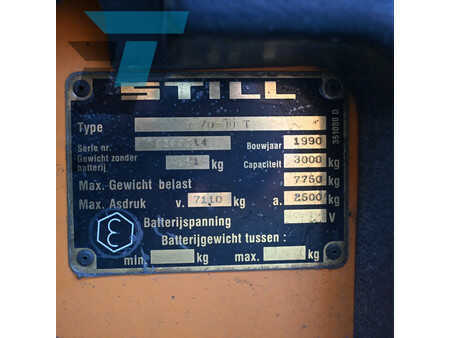 STILL
Type
Serie nr. Bouwjaar 1990
Gewicht zonder batterij kg Capaciteit 3000 kg
Max. Gewicht belast 7750 kg
Max. Asdruk v. 7110 kg a. 2500 kg
Batterijspanning V
Batterijgewicht tussen :
min. kg max. kg
351080 D